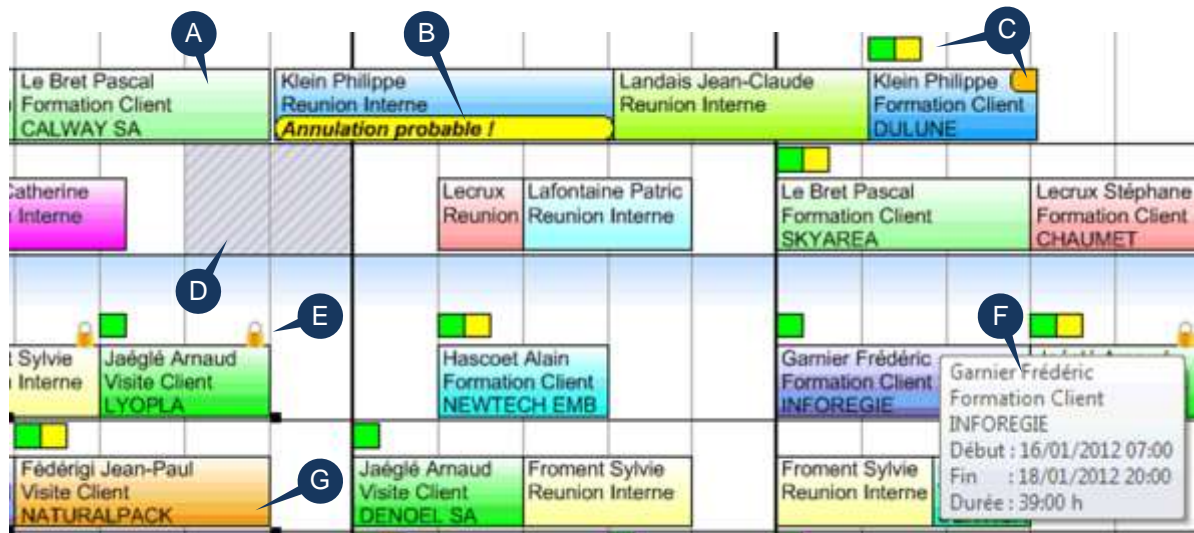 A
B
C
Le Bret Pascal
Formation Client
CALWAY SA
Klein Philippe
Reunion Interne
Annulation probable !
Landais Jean-Claude
Reunion Interne
Klein Philippe
Formation Client
DULUNE
Catherine
Interne
D
Lecrux
Reunion
Lafontaine Patric
Reunion Interne
Le Bret Pascal
Formation Client
SKYAREA
Lecrux Stéphane
Formation Client
CHAUMET
E
F
Sylvie
Interne
Jaéglé Arnaud
Visite Client
LYOPLA
Hascoet Alain
Formation Client
NEWTECH EMB
Garnier Frédéric
Formation Client
INFOREGIE
Garnier Frédéric
Formation Client
INFOREGIE
Début : 16/01/2012 07:00
Fin : 18/01/2012 20:00
Durée : 39:00 h
Fédérigi Jean-Paul
Visite Client
NATURALPACK
G
Jaéglé Arnaud
Visite Client
DENOEL SA
Froment Sylvie
Reunion Interne
Froment Sylvie
Reunion Interne